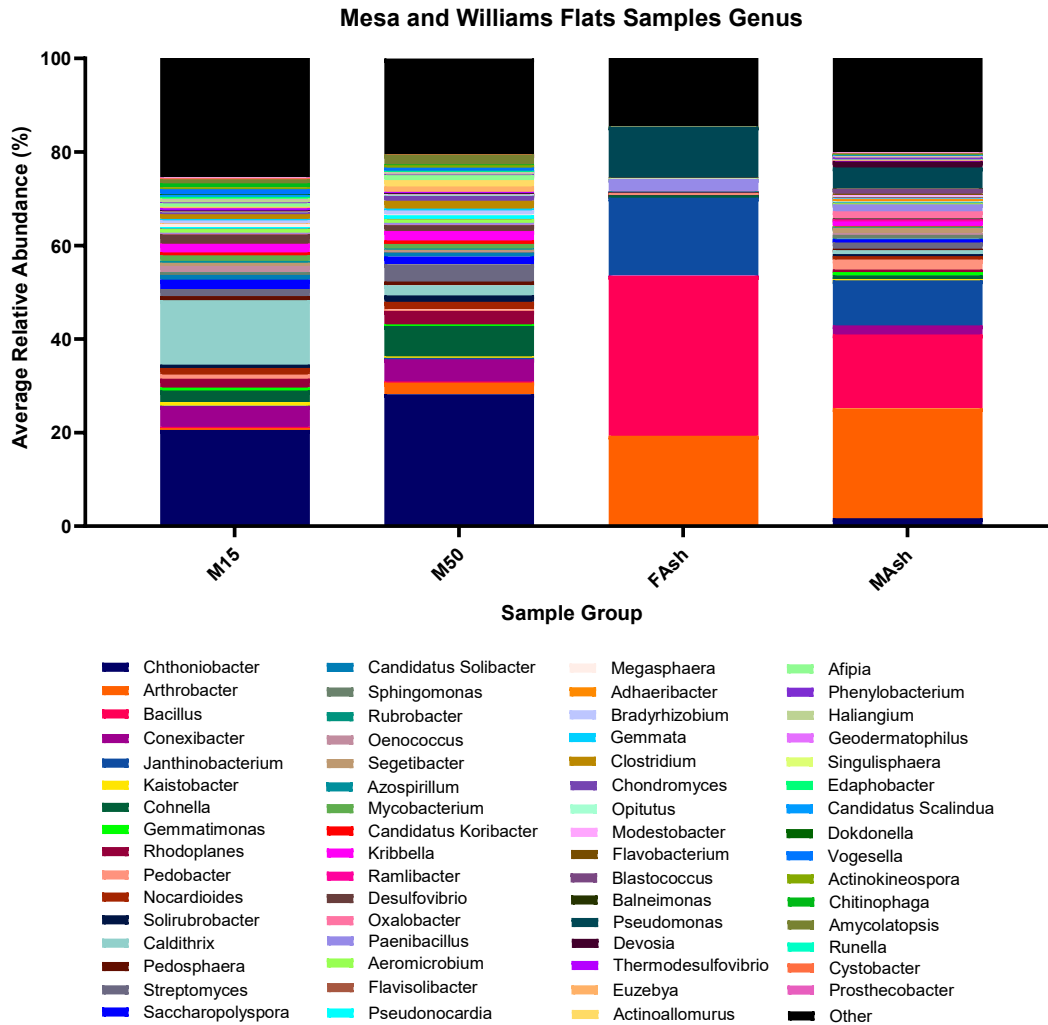 Mesa and Williams Flats Samples Genus
Average Relative Abundance (%)
100
80
60
40
20
0
M15
M50
FAsh
MAsh
Sample Group
Chthoniobacter
Arthrobacter
Bacillus
Conexibacter
Janthinobacterium
Kaistobacter
Cohnella
Gemmatimonas
Rhodoplanes
Pedobacter
Nocardioides
Solirubrobacter
Caldithrix
Pedosphaera
Streptomyces
Saccharopolyspora
Candidatus Solibacter
Sphingomonas
Rubrobacter
Oenococcus
Segetibacter
Azospirillum
Mycobacterium
Candidatus Koribacter
Kribbella
Ramlibacter
Desulfovibrio
Oxalobacter
Paenibacillus
Aeromicrobium
Flavisolibacter
Pseudonocardia
Megasphaera
Adhaeribacter
Bradyrhizobium
Gemmata
Clostridium
Chondromyces
Opitutus
Modestobacter
Flavobacterium
Blastococcus
Balneimonas
Pseudomonas
Devosia
Thermodesulfovibrio
Euzebya
Actinoallomurus
Afipia
Phenylobacterium
Haliangium
Geodermatophilus
Singulisphaera
Edaphobacter
Candidatus Scalindua
Dokdonella
Vogesella
Actinokineospora
Chitinophaga
Amycolatopsis
Runella
Cystobacter
Prosthecobacter
Other